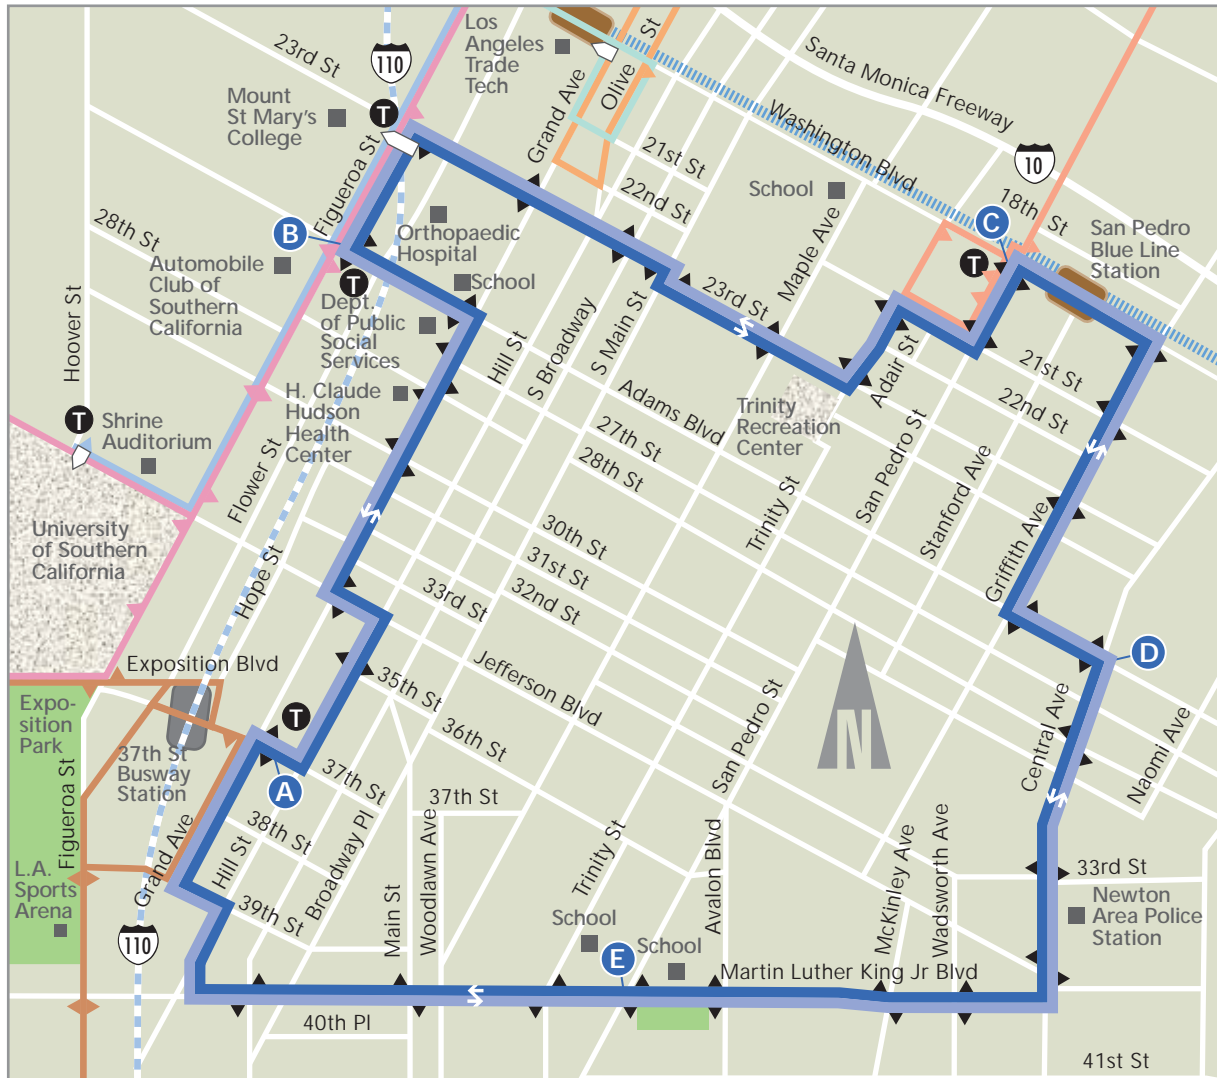 23rd St
110
Mount
St Mary's
College
T
Los
Angeles
Trade
Tech
Grand Ave
Olive
St
Santa Monica Freeway
Washington Blvd
10
21st St
22nd St
School
18th
St
San Pedro
Blue Line
Station
Figueroa St
B
28th St
Automobile
Club of
Southern
California
Orthopaedic
Hospital
School
T
Dept.
of Public
Social
Services
Maple Ave
C
T
23rd St
Hoover St
Hill St
S Broadway
S Main St
H. Claude
Hudson
Health
Center
Adams Blvd
27th St
28th St
Trinity
Recreation
Center
Adair St
21st St
22nd St
T
Shrine
Auditorium
Flower St
San Pedro St
Stanford Ave
Trinity St
Griffith Ave
University
of Southern
California
Hope St
30th St
31st St
32nd St
33rd St
Jefferson Blvd
D
Exposition Blvd
35th St
36th St
San Pedro St
N
Central Ave
Naomi Ave
Expo-
sition
Park
37th St
Busway
Station
T
A
Figueroa St
37th St
37th St
38th St
Grand Ave
Hill St
Broadway Pl
39th St
Main St
Woodlawn Ave
Trinity St
Avalon Blvd
McKinley Ave
Wadsworth Ave
33rd St
Newton
Area Police
Station
L.A.
Sports
Arena
110
School
School
E
Martin Luther King Jr Blvd
40th Pl
41st St